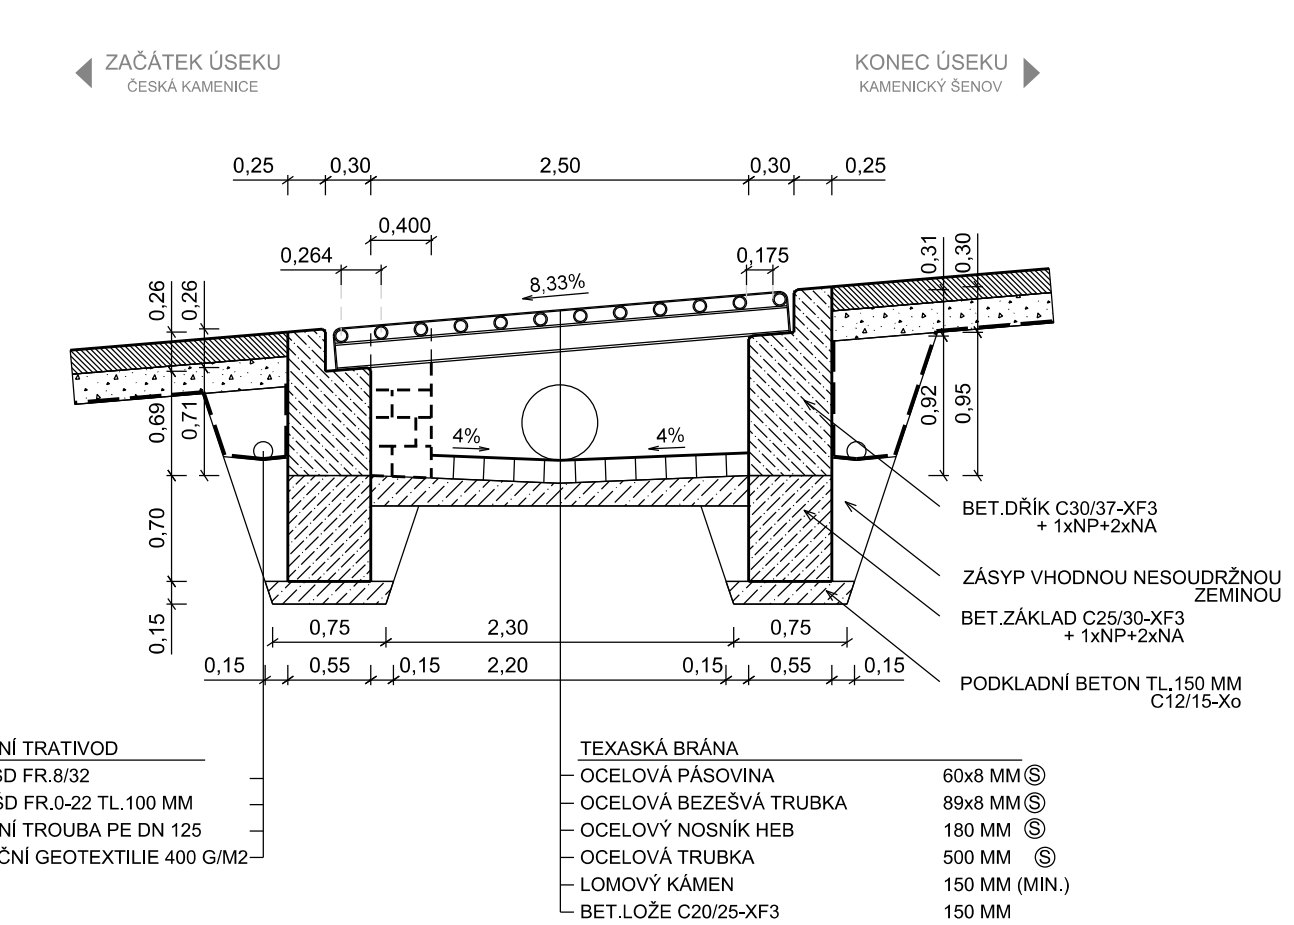 ZAČÁTEK ÚSEKU
ČESKÁ KAMENICE
KONEC ÚSEKU
KAMENICKÝ ŠENOV
0,25 0,30 2,50 0,30 0,25
0,400
0,264
0,175
8,33%
0,26
0,26
0,31
0,30
0,69
0,71
4%
4%
0,92
0,95
0,70
0,15
BET.DŘÍK C30/37-XF3
+ 1xNP+2xNA
ZÁSYP VHODNOU NESOUDRŽNOU
ZEMINOU
BET.ZÁKLAD C25/30-XF3
+ 1xNP+2xNA
PODKLADNÍ BETON TL.150 MM
C12/15-Xo
0,75 2,30 0,75
0,15 0,55 0,15 2,20 0,15 0,55 0,15
NÍ TRATIVOD
ŠD FR.8/32
ŠD FR.0-22 TL.100 MM
NÍ TROUBA PE DN 125
ČNÍ GEOTEXTILIE 400 G/M2
TEXASKÁ BRÁNA
OCELOVÁ PÁSOVINA 60x8 MM Ⓢ
OCELOVÁ BEZEŠVÁ TRUBKA 89x8 MM Ⓢ
OCELOVÝ NOSNÍK HEB 180 MM Ⓢ
OCELOVÁ TRUBKA 500 MM Ⓢ
LOMOVÝ KÁMEN 150 MM (MIN.)
BET.LOŽE C20/25-XF3 150 MM